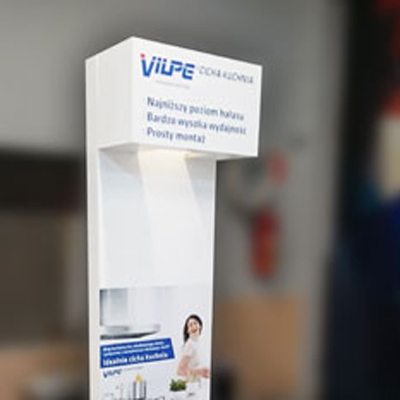 VILPE CICHA KUCHNIA
Najniższy poziom hałasu
Bardzo wysoka wydajność
Prosty montaż
Idealnie cicha kuchnia
VILPE